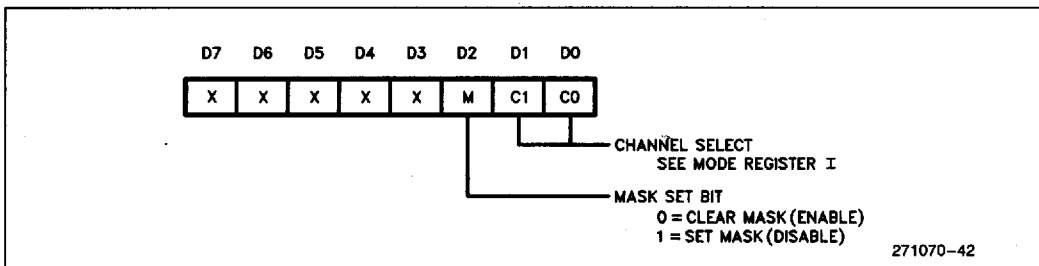 D7 D6 D5 D4 D3 D2 D1 D0
X X X X X M C1 C0
CHANNEL SELECT
SEE MODE REGISTER I
MASK SET BIT
0 = CLEAR MASK (ENABLE)
1 = SET MASK (DISABLE)
271070-42